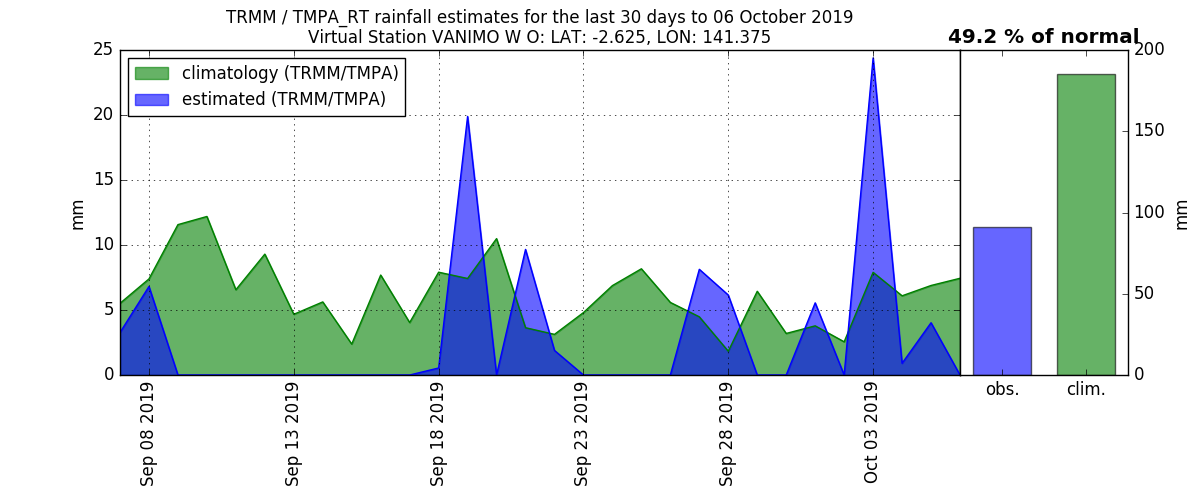 TRMM / TMPA_RT rainfall estimates for the last 30 days to 06 October 2019
Virtual Station VANIMO W O: LAT: -2.625, LON: 141.375
49.2 % of normal
climatology (TRMM/TMPA)
estimated (TRMM/TMPA)
25
20
15
10
5
0
mm
Sep 08 2019
Sep 13 2019
Sep 18 2019
Sep 23 2019
Sep 28 2019
Oct 03 2019
200
150
100
50
0
mm
obs.
clim.